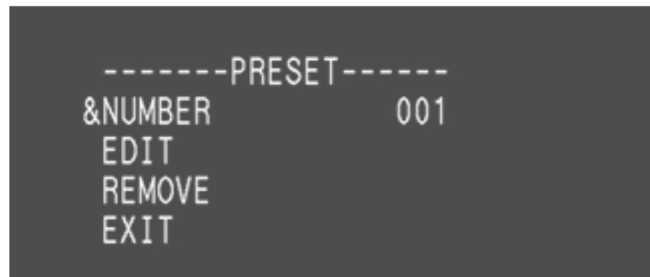 -------PRESET------
&NUMBER 001
EDIT
REMOVE
EXIT